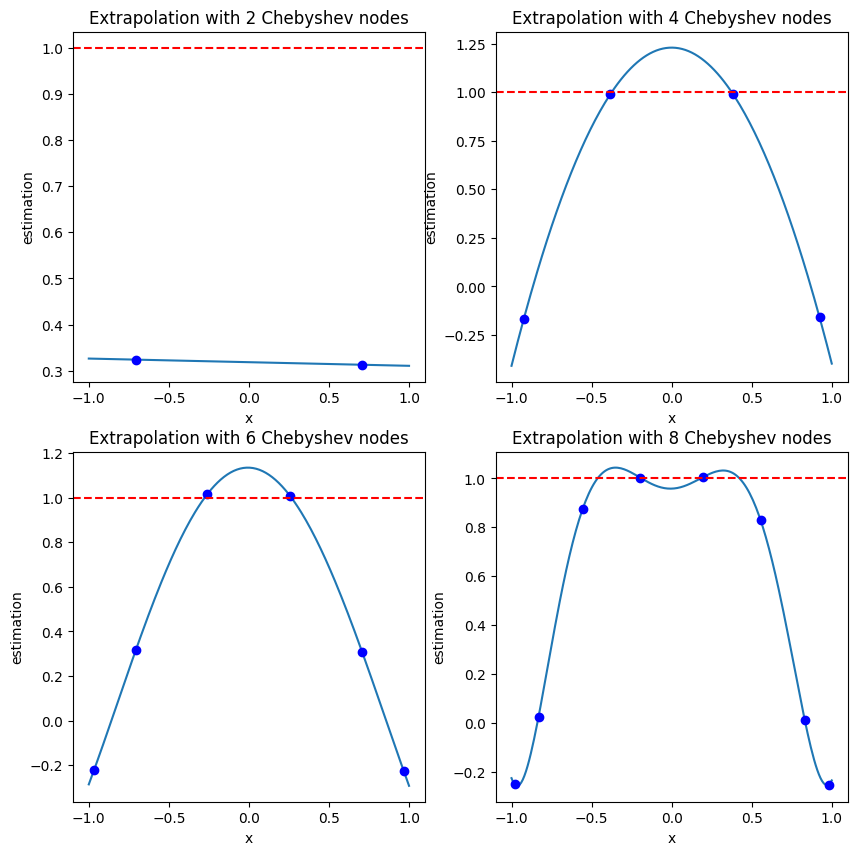 Extrapolation with 2 Chebyshev nodes
1.0
0.9
0.8
0.7
0.6
0.5
0.4
0.3
estimation
−1.0 −0.5 0.0 0.5 1.0
x
Extrapolation with 4 Chebyshev nodes
1.25
1.00
0.75
0.50
0.25
0.00
−0.25
estimation
−1.0 −0.5 0.0 0.5 1.0
x
Extrapolation with 6 Chebyshev nodes
1.2
1.0
0.8
0.6
0.4
0.2
0.0
−0.2
estimation
−1.0 −0.5 0.0 0.5 1.0
x
Extrapolation with 8 Chebyshev nodes
1.0
0.8
0.6
0.4
0.2
0.0
−0.2
estimation
−1.0 −0.5 0.0 0.5 1.0
x